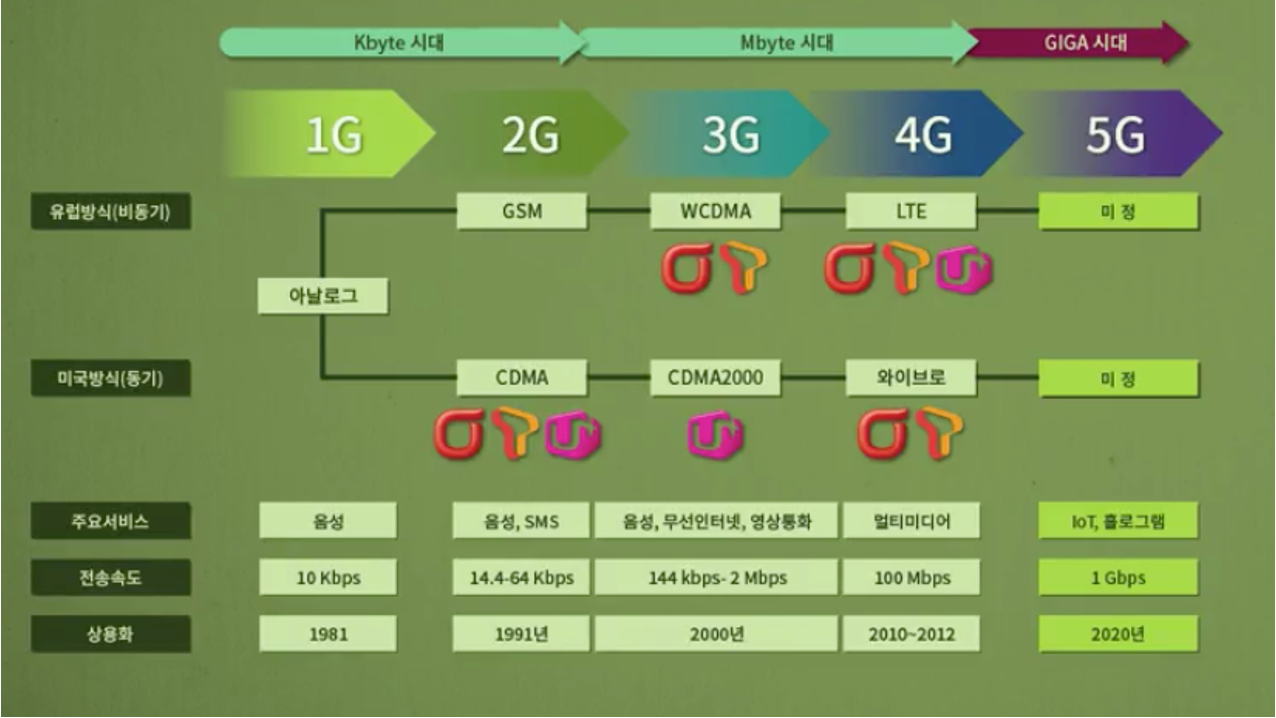 Kbyte 시대
Mbyte 시대
GIGA 시대
1G
2G
3G
4G
5G
유럽방식(비동기)
GSM
WCDMA
LTE
미 정
아날로그
미국방식(동기)
CDMA
CDMA2000
와이브로
미 정
주요서비스
음성
음성, SMS
음성, 무선인터넷, 영상통화
멀티미디어
IoT, 홀로그램
전송속도
10 Kbps
14.4-64 Kbps
144 kbps- 2 Mbps
100 Mbps
1 Gbps
상용화
1981
1991년
2000년
2010~2012
2020년